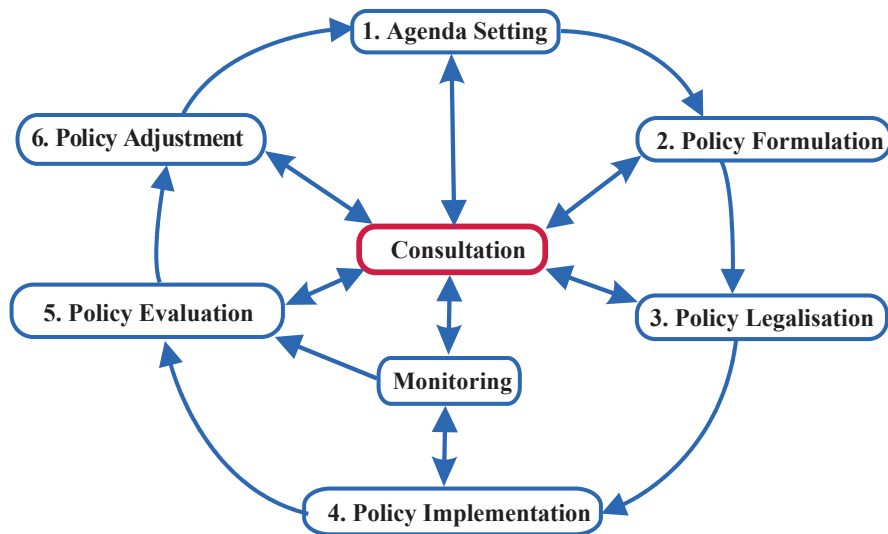 1. Agenda Setting
6. Policy Adjustment
2. Policy Formulation
Consultation
5. Policy Evaluation
3. Policy Legalisation
Monitoring
4. Policy Implementation